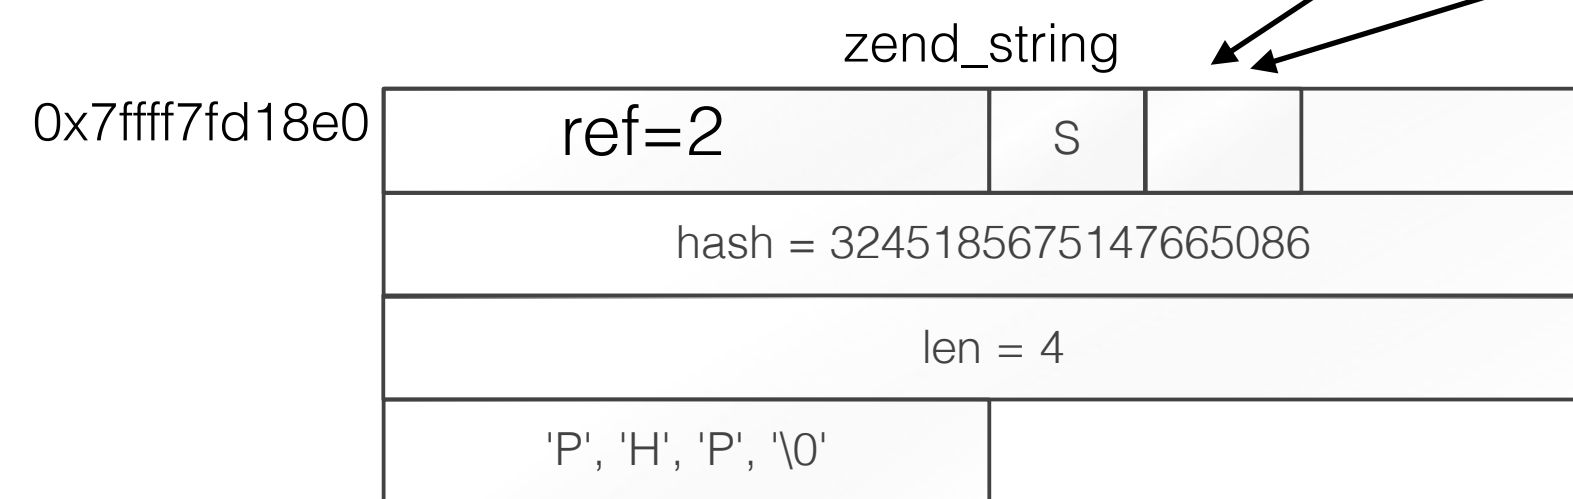 zend_string
0x7ffff7fd18e0
ref=2
S
hash = 3245185675147665086
len = 4
'P', 'H', 'P', '\0'